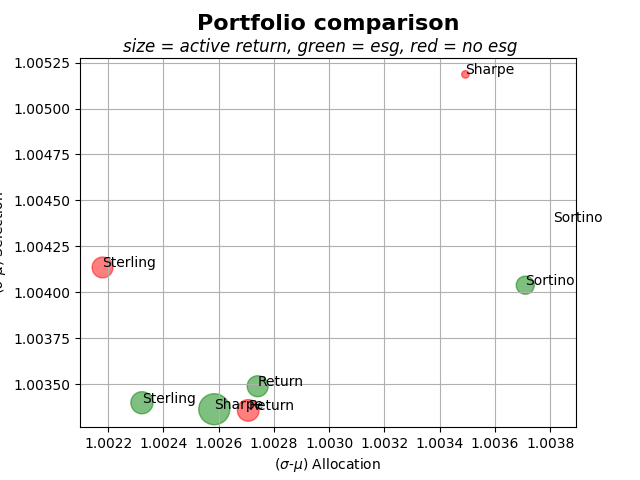 Portfolio comparison
size = active return, green = esg, red = no esg
1.00525
1.00500
1.00475
1.00450
1.00425
1.00400
1.00375
1.00350
Sharpe
Sortino
Sterling
Sortino
Return
Sterling
Sharpe
Return
1.0022 1.0024 1.0026 1.0028 1.0030 1.0032 1.0034 1.0036 1.0038
(σ-μ) Allocation
(σ-μ) Selection